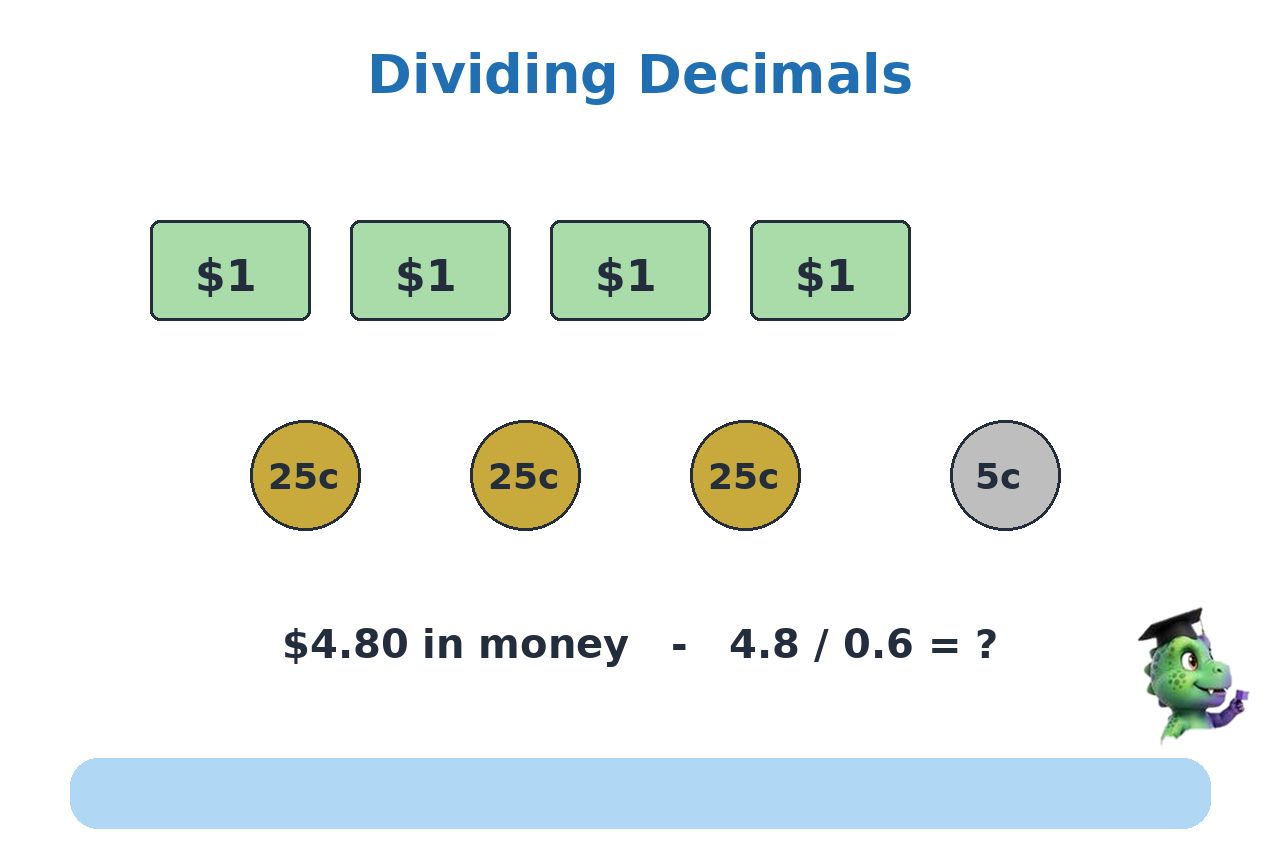 Dividing Decimals
$1 $1 $1 $1
25c 25c 25c 5c
$4.80 in money - 4.8 / 0.6 = ?